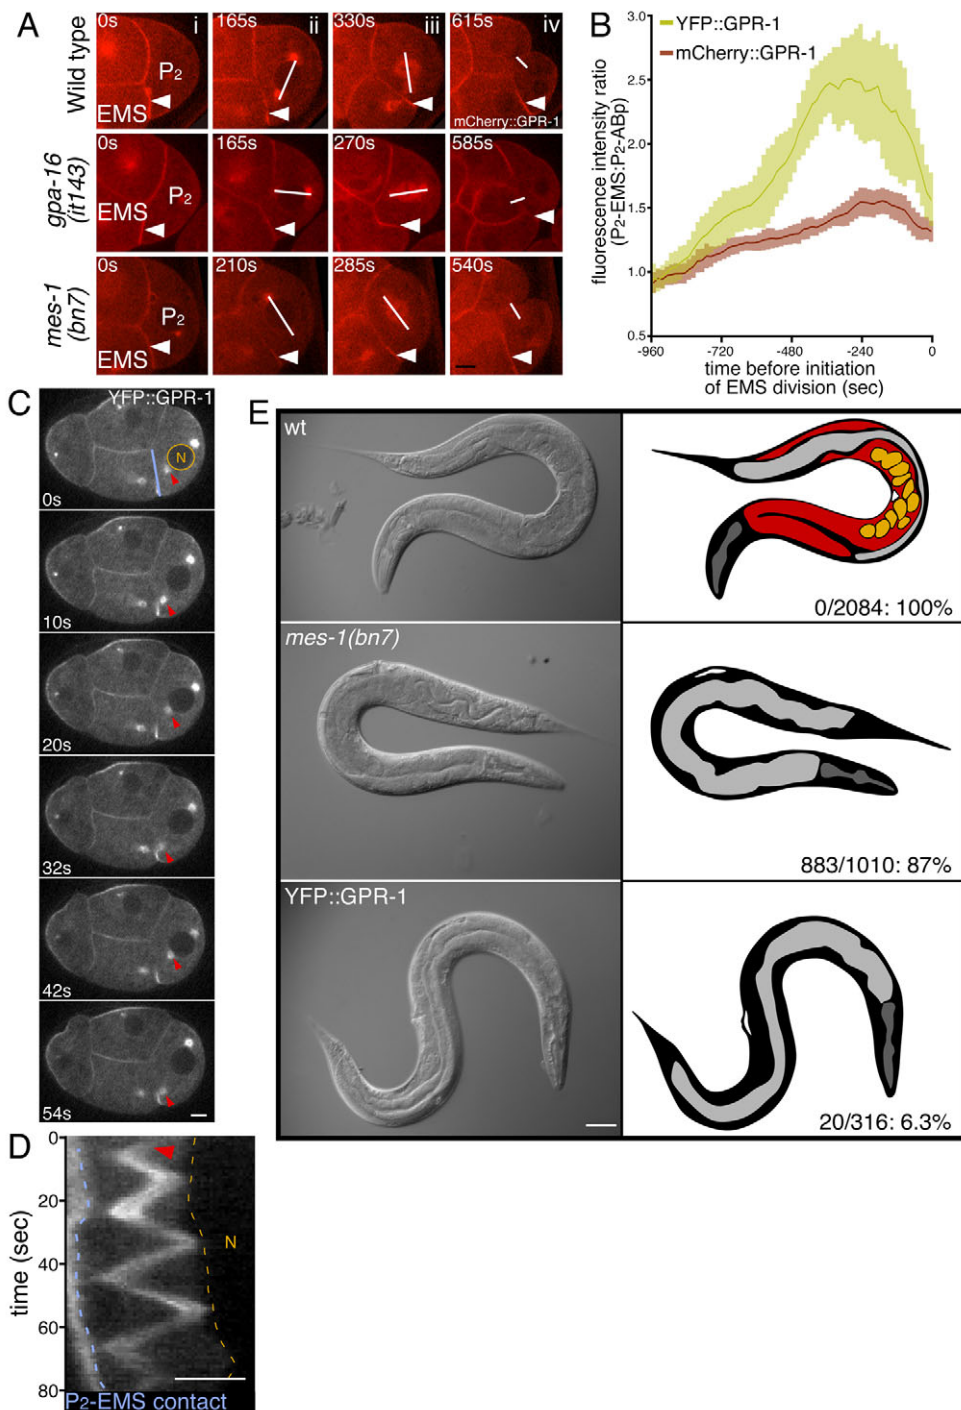 A
Wild type
0s
i
P2
EMS
165s
ii
330s
iii
615s
iv
mCherry::GPR-1
gpa-16
(it143)
0s
P2
EMS
165s
270s
585s
mes-1
(bn7)
0s
P2
EMS
210s
285s
540s
B
YFP::GPR-1
mCherry::GPR-1
fluorescence intensity ratio
(P2-EMS:P2-ABp)
3.0
2.5
2.0
1.5
1.0
0.5
-960
-720
-480
-240
0
time before initiation
of EMS division (sec)
C
YFP::GPR-1
N
0s
10s
20s
32s
42s
54s
D
time (sec)
0
20
40
60
80
N
P2-EMS contact
E
wt
0/2084: 100%
mes-1(bn7)
883/1010: 87%
YFP::GPR-1
20/316: 6.3%